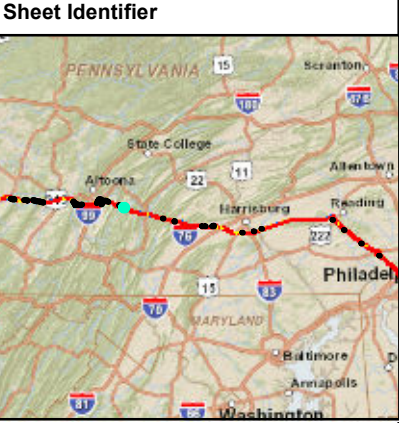 Sheet Identifier
PENNSYLVANIA
15
Scranton
180
476
State College
Allentown
Altoona
22
11
99
Harrisburg
Reading
76
222
Philadel
15
70
83
MARYLAND
Baltimore
D
Annapolis
81
66
Washington